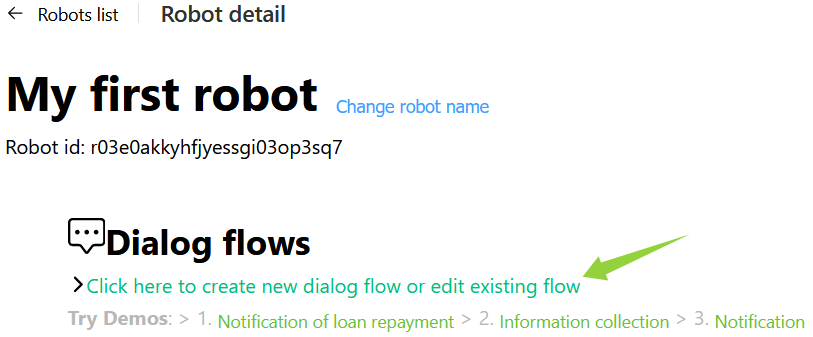 ← Robots list | Robot detail
My first robot Change robot name
Robot id: r03e0akkyhfjyessgi03op3sq7
Dialog flows
Click here to create new dialog flow or edit existing flow
Try Demos: > 1. Notification of loan repayment > 2. Information collection > 3. Notification